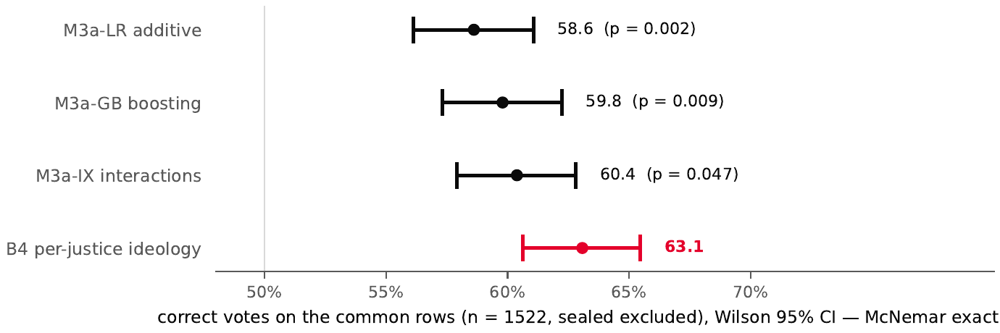 M3a-LR additive 58.6 (p = 0.002)
M3a-GB boosting 59.8 (p = 0.009)
M3a-IX interactions 60.4 (p = 0.047)
B4 per-justice ideology 63.1
50% 55% 60% 65% 70%
correct votes on the common rows (n = 1522, sealed excluded), Wilson 95% CI — McNemar exact